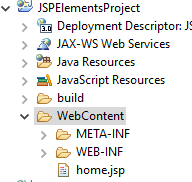 JSPElementsProject
Deployment Descriptor: JS
JAX-WS Web Services
Java Resources
JavaScript Resources
build
WebContent
META-INF
WEB-INF
home.jsp